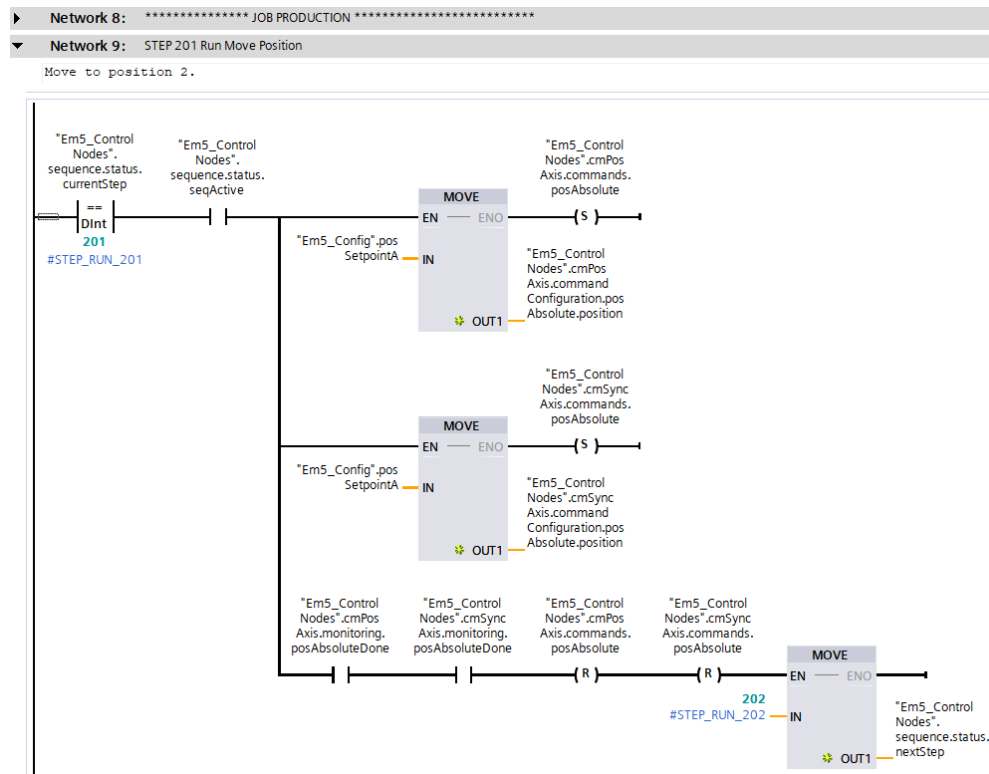 Network 8: *************** JOB PRODUCTION **************************
Network 9: STEP 201 Run Move Position
Move to position 2.
"Em5_Control
Nodes".
sequence.status.
currentStep
==
DInt
201
#STEP_RUN_201
"Em5_Control
Nodes".
sequence.status.
seqActive
MOVE
EN
ENO
"Em5_Config".pos
SetpointA
IN
OUT1
"Em5_Control
Nodes".cmPos
Axis.commands.
posAbsolute
S
"Em5_Control
Nodes".cmPos
Axis.command
Configuration.pos
Absolute.position
MOVE
EN
ENO
"Em5_Config".pos
SetpointA
IN
OUT1
"Em5_Control
Nodes".cmSync
Axis.commands.
posAbsolute
S
"Em5_Control
Nodes".cmSync
Axis.command
Configuration.pos
Absolute.position
"Em5_Control
Nodes".cmPos
Axis.monitoring.
posAbsoluteDone
"Em5_Control
Nodes".cmSync
Axis.monitoring.
posAbsoluteDone
"Em5_Control
Nodes".cmPos
Axis.commands.
posAbsolute
R
"Em5_Control
Nodes".cmSync
Axis.commands.
posAbsolute
R
MOVE
EN
ENO
202
#STEP_RUN_202
IN
OUT1
"Em5_Control
Nodes".
sequence.status.
nextStep